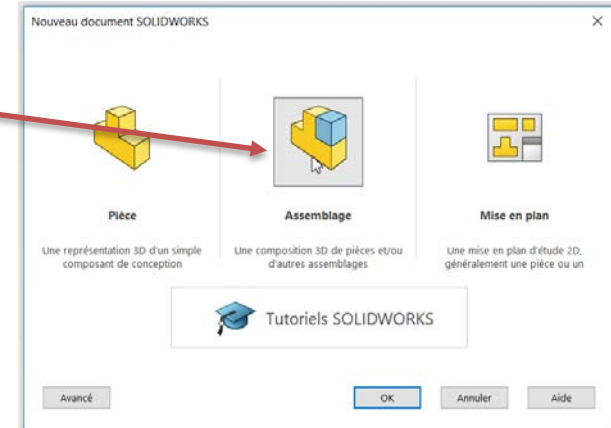 Nouveau document SOLIDWORKS
Pièce
Assemblage
Mise en plan
Une représentation 3D d'un simple
composant de conception
Une composition 3D de pièces et/ou
d'autres assemblages
Une mise en plan d'étude 2D,
généralement une pièce ou un
Tutoriels SOLIDWORKS
Avancé
OK
Annuler
Aide